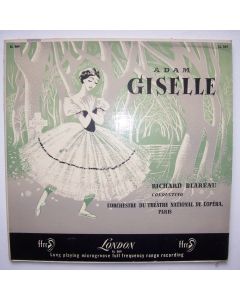 ADAM
GISELLE
RICHARD BLAREAU
CONDUCTING
L'ORCHESTRE DU THÉATRE NATIONAL DE L'OPÉRA,
PARIS
ffrr
LONDON
ffrr
Long playing microgroove full frequency range recording